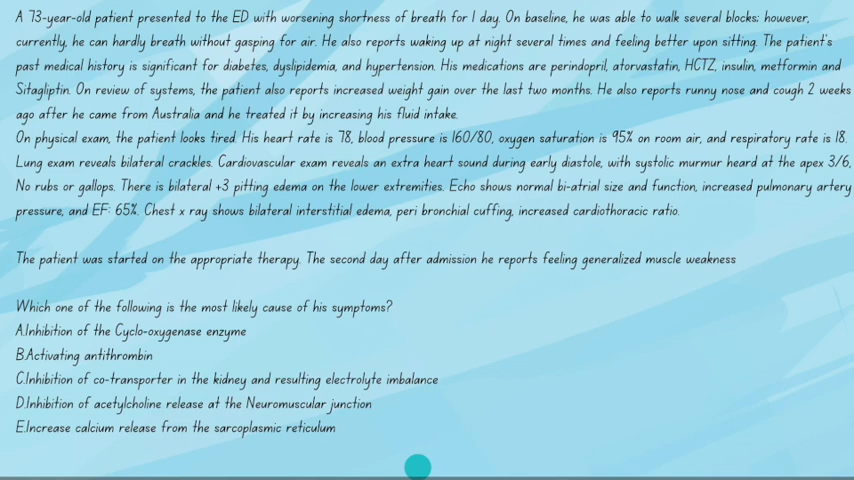 A 73-year-old patient presented to the ED with worsening shortness of breath for 1 day. On baseline, he was able to walk several blocks; however,
currently, he can hardly breath without gasping for air. He also reports waking up at night several times and feeling better upon sitting. The patient's
past medical history is significant for diabetes, dyslipidemia, and hypertension. His medications are perindopril, atorvastatin, HCTZ, insulin, metformin and
Sitagliptin. On review of systems, the patient also reports increased weight gain over the last two months. He also reports runny nose and cough 2 weeks
ago after he came from Australia and he treated it by increasing his fluid intake.
On physical exam, the patient looks tired. His heart rate is 78, blood pressure is 160/80, oxygen saturation is 95% on room air, and respiratory rate is 18.
Lung exam reveals bilateral crackles. Cardiovascular exam reveals an extra heart sound during early diastole, with systolic murmur heard at the apex 3/6,
No rubs or gallops. There is bilateral +3 pitting edema on the lower extremities. Echo shows normal bi-atrial size and function, increased pulmonary artery
pressure, and EF: 65%. Chest x ray shows bilateral interstitial edema, peri bronchial cuffing, increased cardiothoracic ratio.
The patient was started on the appropriate therapy. The second day after admission he reports feeling generalized muscle weakness
Which one of the following is the most likely cause of his symptoms?
A.Inhibition of the Cyclo-oxygenase enzyme
B.Activating antithrombin
C.Inhibition of co-transporter in the kidney and resulting electrolyte imbalance
D.Inhibition of acetylcholine release at the Neuromuscular junction
E.Increase calcium release from the sarcoplasmic reticulum